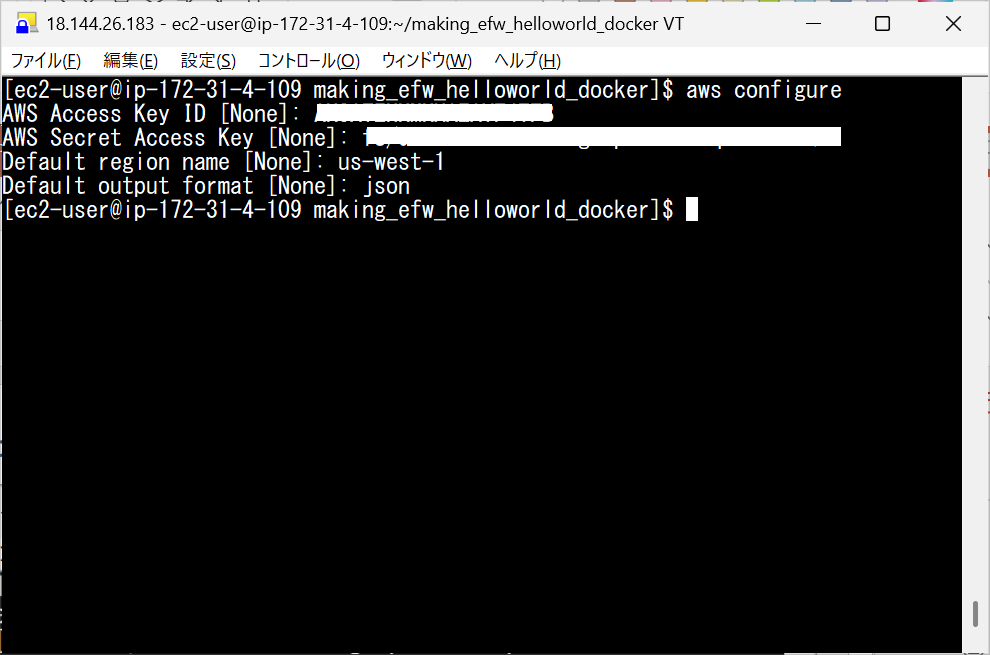 18.144.26.183 - ec2-user@ip-172-31-4-109:~/making_efw_helloworld_docker VT
ファイル(F) 編集(E) 設定(S) コントロール(O) ウィンドウ(W) ヘルプ(H)
[ec2-user@ip-172-31-4-109 making_efw_helloworld_docker]$ aws configure
AWS Access Key ID [None]:
AWS Secret Access Key [None]:
Default region name [None]: us-west-1
Default output format [None]: json
[ec2-user@ip-172-31-4-109 making_efw_helloworld_docker]$